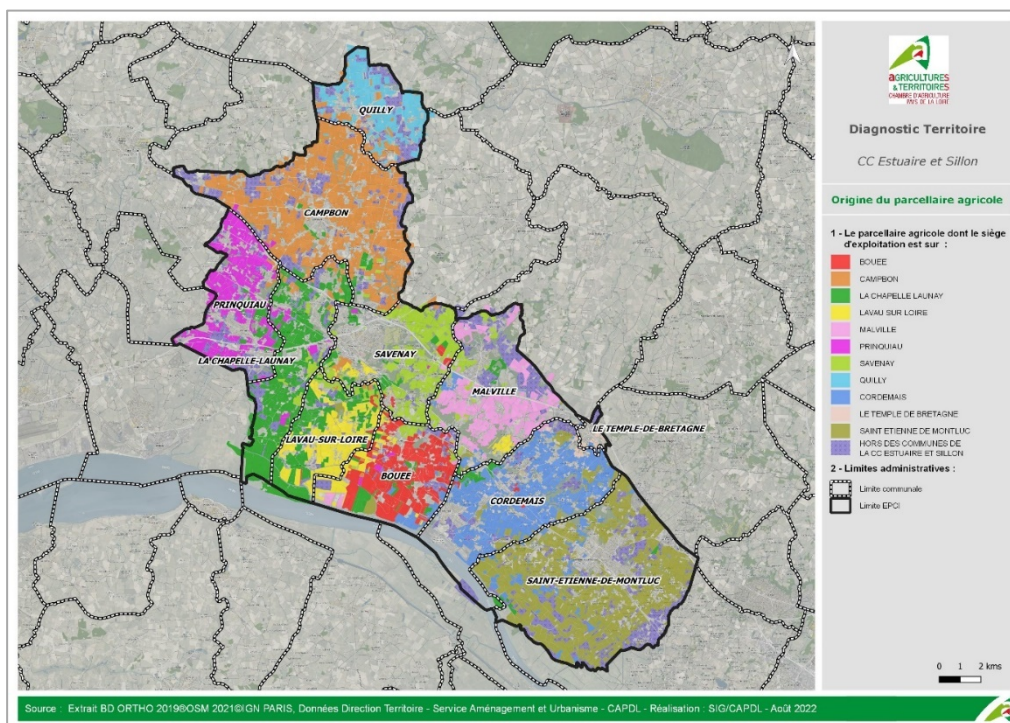 QUILLY
CAMPBON
PRINQUIAU
LA CHAPELLE-LAUNAY
SAVENAY
MALVILLE
LE TEMPLE-DE-BRETAGNE
LAVAU-SUR-LOIRE
BOUEE
CORDEMAIS
SAINT-ETIENNE-DE-MONTLUC
AGRICULTURES
& TERRITOIRES
CHAMBRE D'AGRICULTURE
PAYS DE LA LOIRE
Diagnostic Territoire
CC Estuaire et Sillon
Origine du parcellaire agricole
1 - Le parcellaire agricole dont le siège
d'exploitation est sur :
BOUEE
CAMPBON
LA CHAPELLE LAUNAY
LAVAU SUR LOIRE
MALVILLE
PRINQUIAU
SAVENAY
QUILLY
CORDEMAIS
LE TEMPLE DE BRETAGNE
SAINT ETIENNE DE MONTLUC
HORS DES COMMUNES DE
LA CC ESTUAIRE ET SILLON
2 - Limites administratives :
Limite communale
Limite EPCI
0 1 2 kms
Source : Extrait BD ORTHO 2019®OSM 2021©IGN PARIS, Données Direction Territoire - Service Aménagement et Urbanisme - CAPDL - Réalisation : SIG/CAPDL - Août 2022